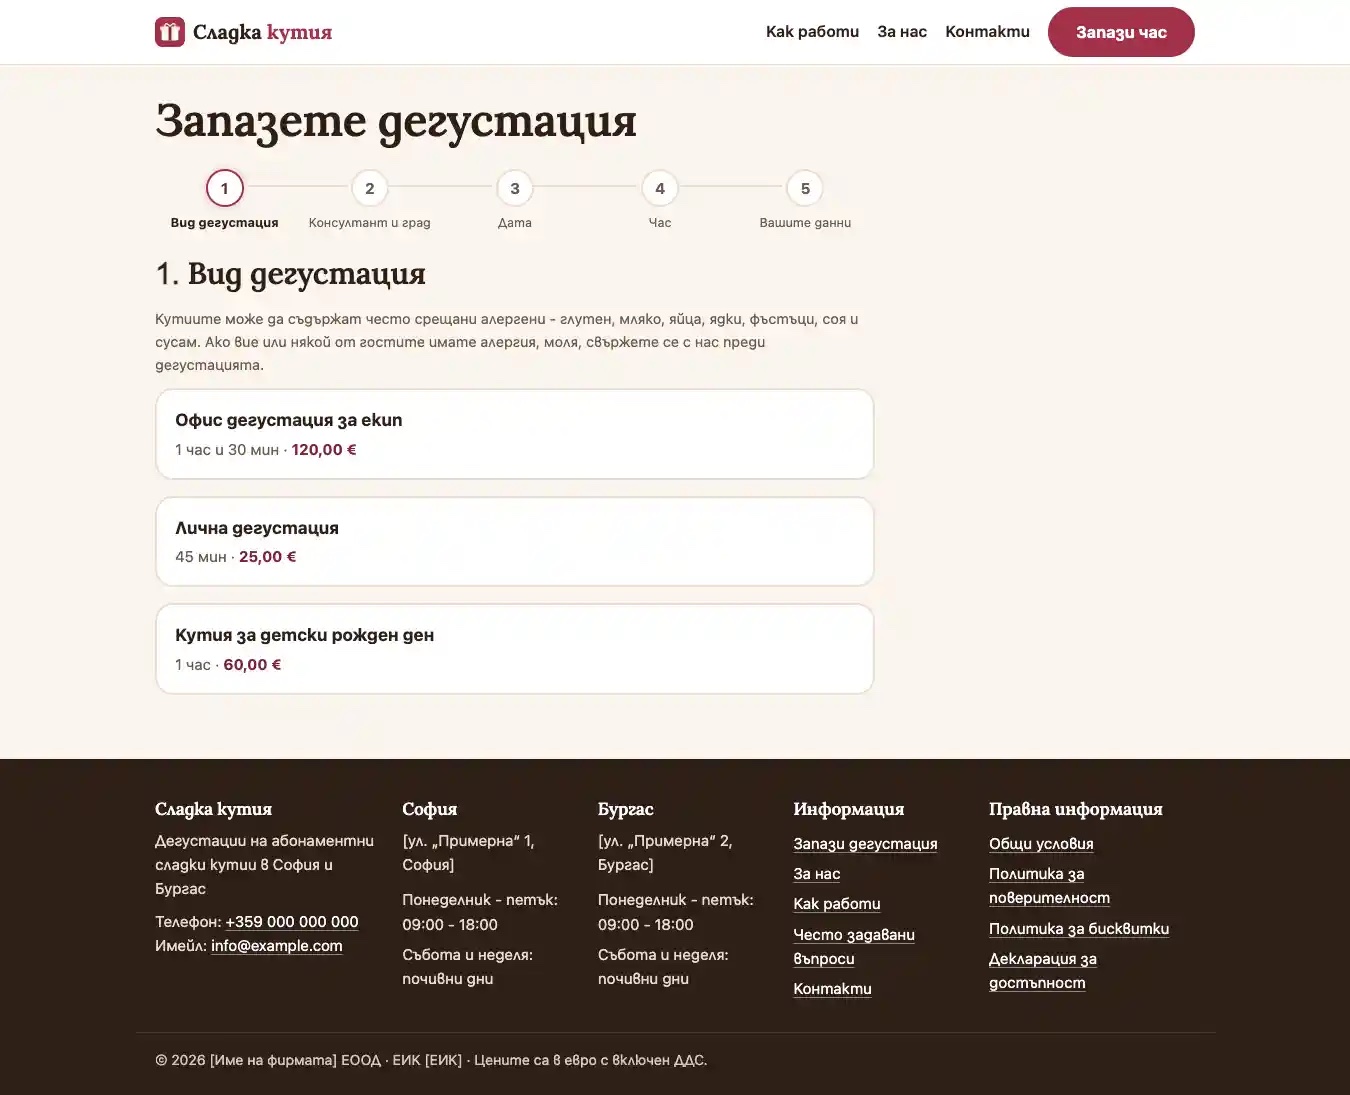 Сладка кутия
Как работи
За нас
Контакти
Запази час
Запазете дегустация
1
2
3
4
5
Вид дегустация
Консултант и град
Дата
Час
Вашите данни
1. Вид дегустация
Кутиите може да съдържат често срещани алергени - глутен, мляко, яйца, ядки, фъстъци, соя и
сусам. Ако вие или някой от гостите имате алергия, моля, свържете се с нас преди
дегустацията.
Офис дегустация за екип
1 час и 30 мин · 120,00 €
Лична дегустация
45 мин · 25,00 €
Кутия за детски рожден ден
1 час · 60,00 €
Сладка кутия
Дегустации на абонаментни
сладки кутии в София и
Бургас
Телефон: +359 000 000 000
Имейл: info@example.com
София
[ул. „Примерна“ 1,
София]
Понеделник - петък:
09:00 - 18:00
Събота и неделя:
почивни дни
Бургас
[ул. „Примерна“ 2,
Бургас]
Понеделник - петък:
09:00 - 18:00
Събота и неделя:
почивни дни
Информация
Запази дегустация
За нас
Как работи
Често задавани
въпроси
Контакти
Правна информация
Общи условия
Политика за
поверителност
Политика за бисквитки
Декларация за
достъпност
© 2026 [Име на фирмата] ЕООД · ЕИК [ЕИК] · Цените са в евро с включен ДДС.